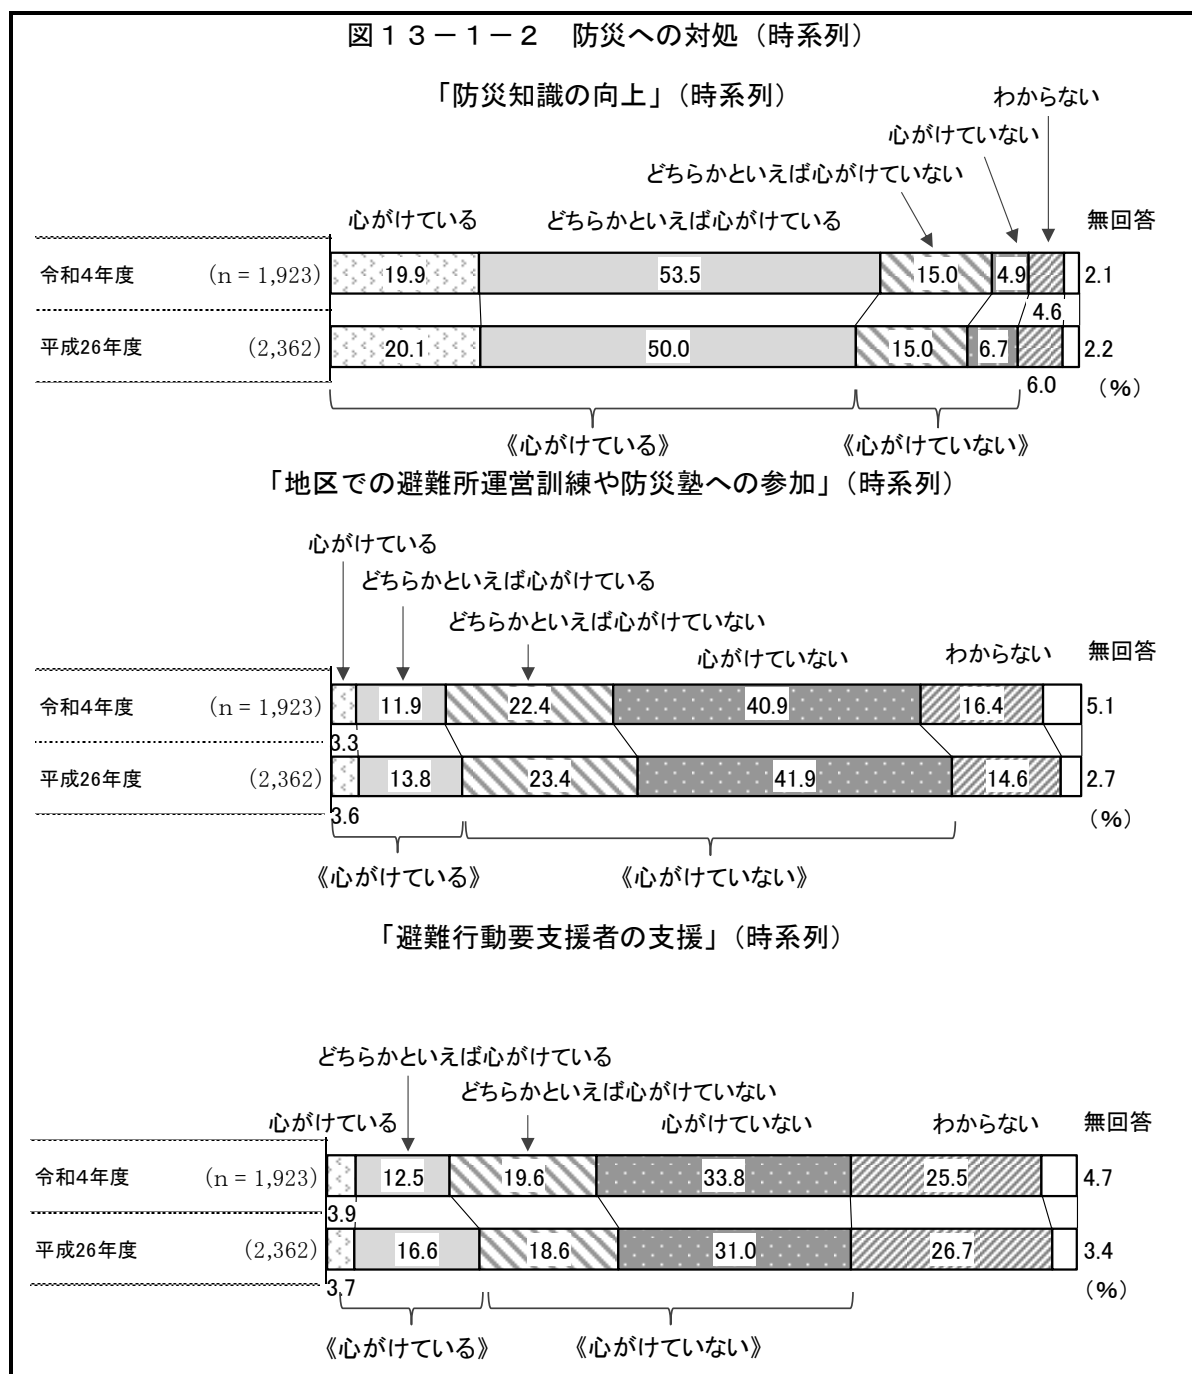 図13-1-2 防災への対処（時系列）
「防災知識の向上」（時系列）
わからない
心がけていない
どちらかといえば心がけていない
心がけている どちらかといえば心がけている 無回答
令和4年度 (n = 1,923) 19.9 53.5 15.0 4.9 2.1
4.6
平成26年度 (2,362) 20.1 50.0 15.0 6.7 2.2
6.0 (%)
《心がけている》 《心がけていない》
「地区での避難所運営訓練や防災塾への参加」（時系列）
心がけている
どちらかといえば心がけている
どちらかといえば心がけていない
心がけていない わからない 無回答
令和4年度 (n = 1,923) 11.9 22.4 40.9 16.4 5.1
3.3
平成26年度 (2,362) 13.8 23.4 41.9 14.6 2.7
3.6 (%)
《心がけている》 《心がけていない》
「避難行動要支援者の支援」（時系列）
どちらかといえば心がけている
どちらかといえば心がけていない
心がけている 心がけていない わからない 無回答
令和4年度 (n = 1,923) 12.5 19.6 33.8 25.5 4.7
3.9
平成26年度 (2,362) 16.6 18.6 31.0 26.7 3.4
3.7 (%)
《心がけている》 《心がけていない》